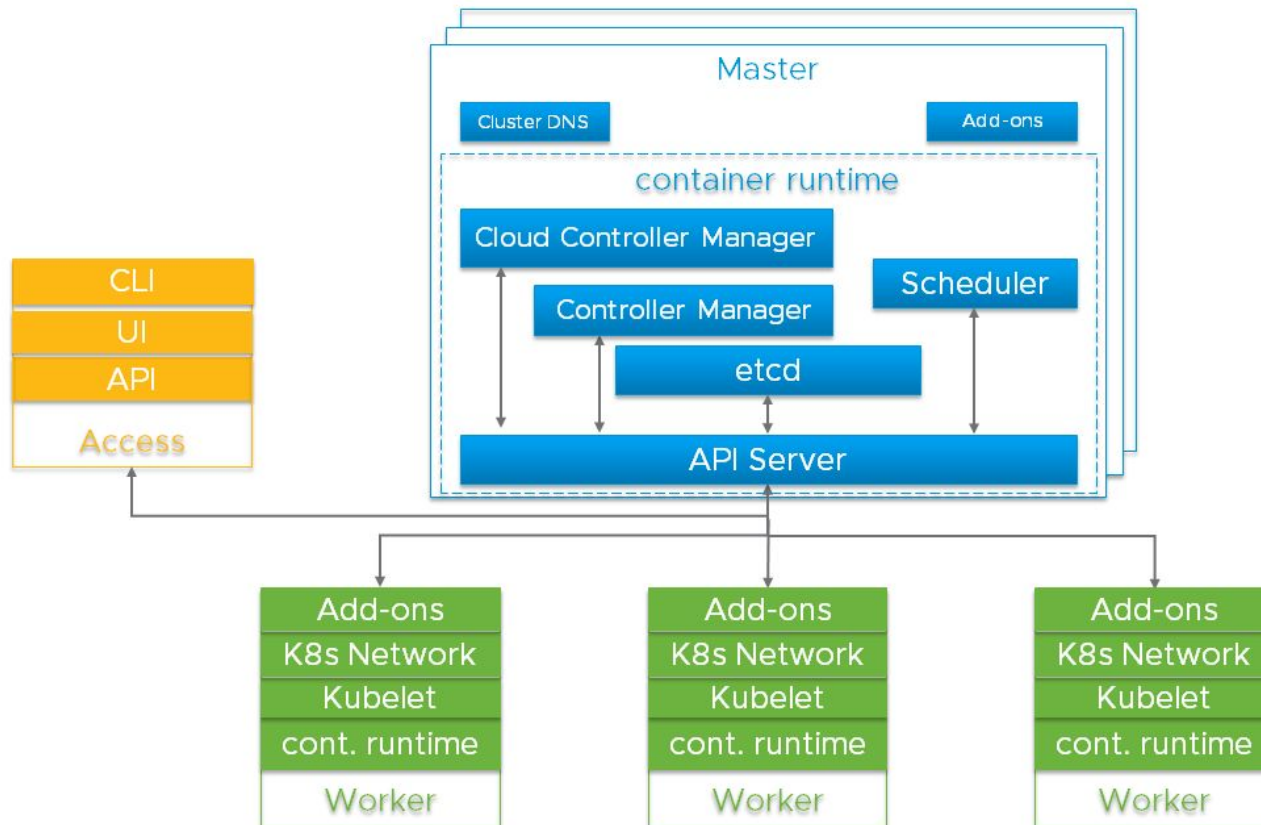 Master
Cluster DNS
Add-ons
container runtime
Cloud Controller Manager
Scheduler
Controller Manager
etcd
API Server
CLI
UI
API
Access
Add-ons
K8s Network
Kubelet
cont. runtime
Worker
Add-ons
K8s Network
Kubelet
cont. runtime
Worker
Add-ons
K8s Network
Kubelet
cont. runtime
Worker